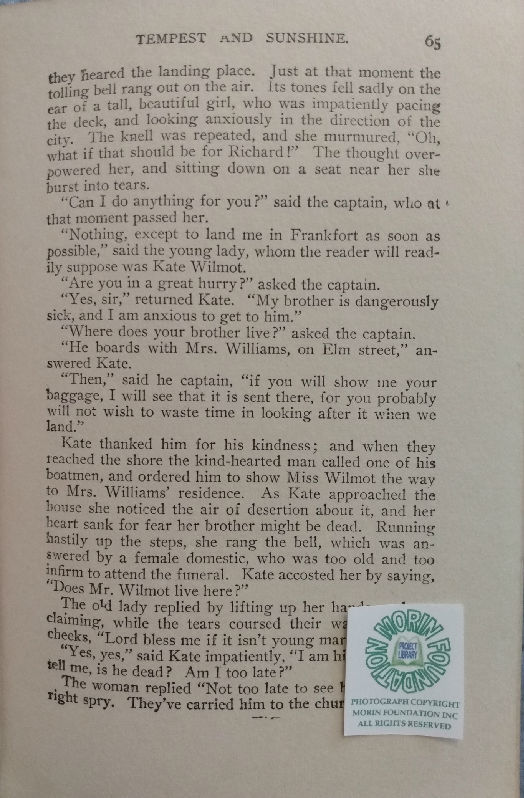 TEMPEST AND SUNSHINE. 65
they neared the landing place. Just at that moment the
tolling bell rang out on the air. Its tones fell sadly on the
ear of a tall, beautiful girl, who was impatiently pacing
the deck, and looking anxiously in the direction of the
city. The knell was repeated, and she murmured, “Oh,
what if that should be for Richard!” The thought over-
powered her, and sitting down on a seat near her she
burst into tears.
“Can I do anything for you?” said the captain, who at
that moment passed her.
“Nothing, except to land me in Frankfort as soon as
possible,” said the young lady, whom the reader will read-
ily suppose was Kate Wilmot.
“Are you in a great hurry?” asked the captain.
“Yes, sir,” returned Kate. “My brother is dangerously
sick, and I am anxious to get to him.”
“Where does your brother live?” asked the captain.
“He boards with Mrs. Williams, on Elm street,” an-
swered Kate.
“Then,” said he captain, “if you will show me your
baggage, I will see that it is sent there, for you probably
will not wish to waste time in looking after it when we
land.”
Kate thanked him for his kindness; and when they
reached the shore the kind-hearted man called one of his
boatmen, and ordered him to show Miss Wilmot the way
to Mrs. Williams’ residence. As Kate approached the
house she noticed the air of desertion about it, and her
heart sank for fear her brother might be dead. Running
hastily up the steps, she rang the bell, which was an-
swered by a female domestic, who was too old and too
infirm to attend the funeral. Kate accosted her by saying,
“Does Mr. Wilmot live here?”
The old lady replied by lifting up her
claiming, while the tears coursed their
cheeks, “Lord bless me if it isn’t young
“Yes, yes,” said Kate impatiently, “I am
tell me, is he dead? Am I too late?”
The woman replied “Not too late to see
right spry. They’ve carried him to the
MORIN FOUNDATION
PROJECT
LIBRARY
PHOTOGRAPH COPYRIGHT
MORIN FOUNDATION INC
ALL RIGHTS RESERVED